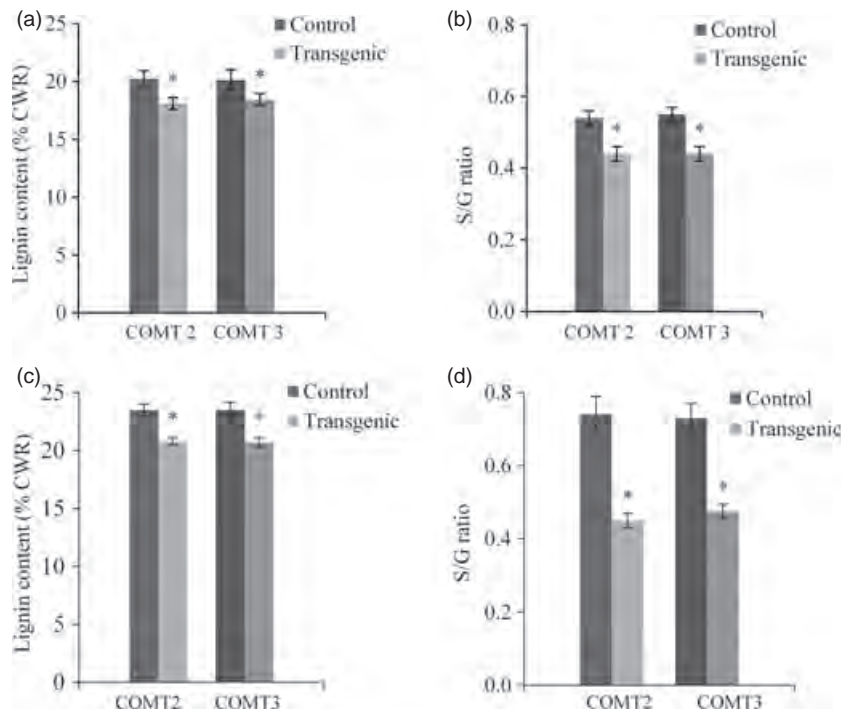 (a)
25
20
15
10
5
0
Lignin content (% CWR)
Control
Transgenic
*
*
COMT 2 COMT 3
(b)
0.8
0.6
0.4
0.2
0.0
S/G ratio
Control
Transgenic
*
*
COMT 2 COMT 3
(c)
25
20
15
10
5
0
Lignin content (% CWR)
Control
Transgenic
*
*
COMT2 COMT3
(d)
0.8
0.6
0.4
0.2
0.0
S/G ratio
Control
Transgenic
*
*
COMT2 COMT3